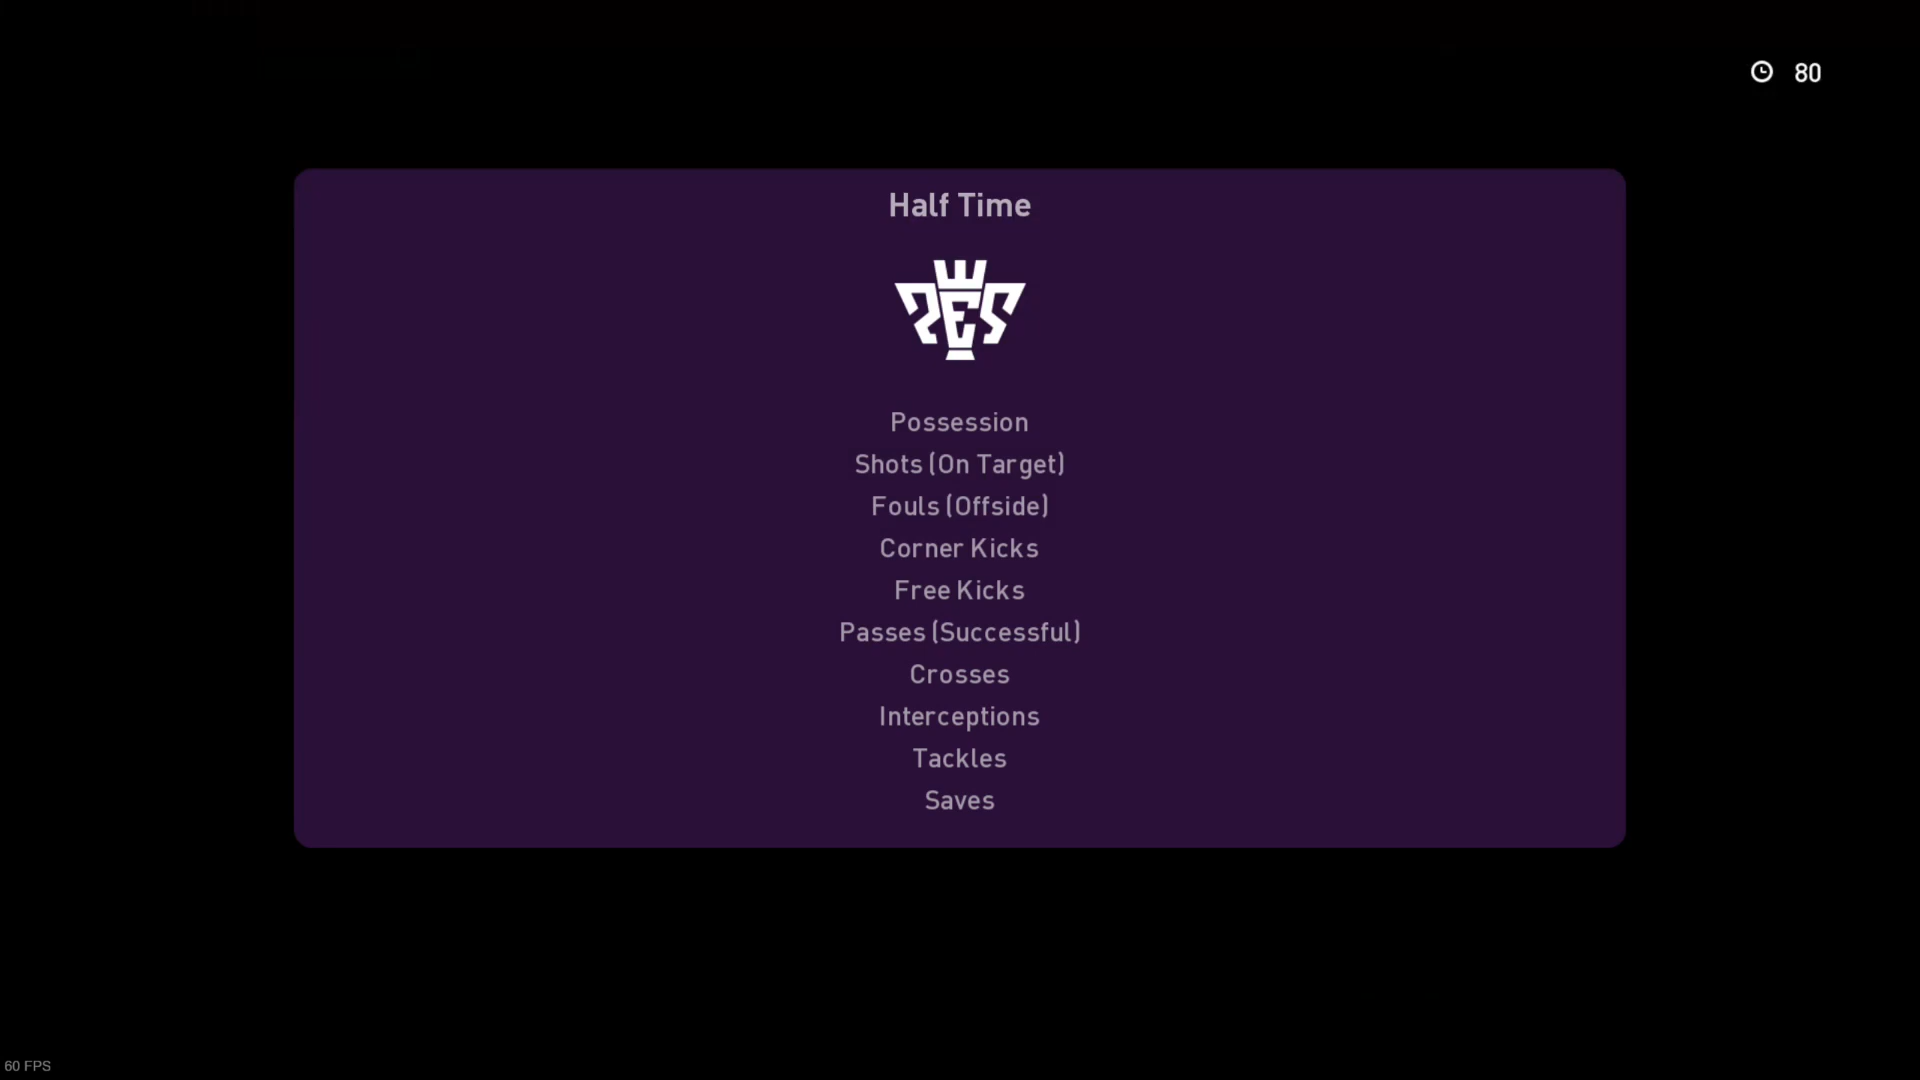 80
Half Time
PES
Possession
Shots (On Target)
Fouls (Offside)
Corner Kicks
Free Kicks
Passes (Successful)
Crosses
Interceptions
Tackles
Saves
60 FPS